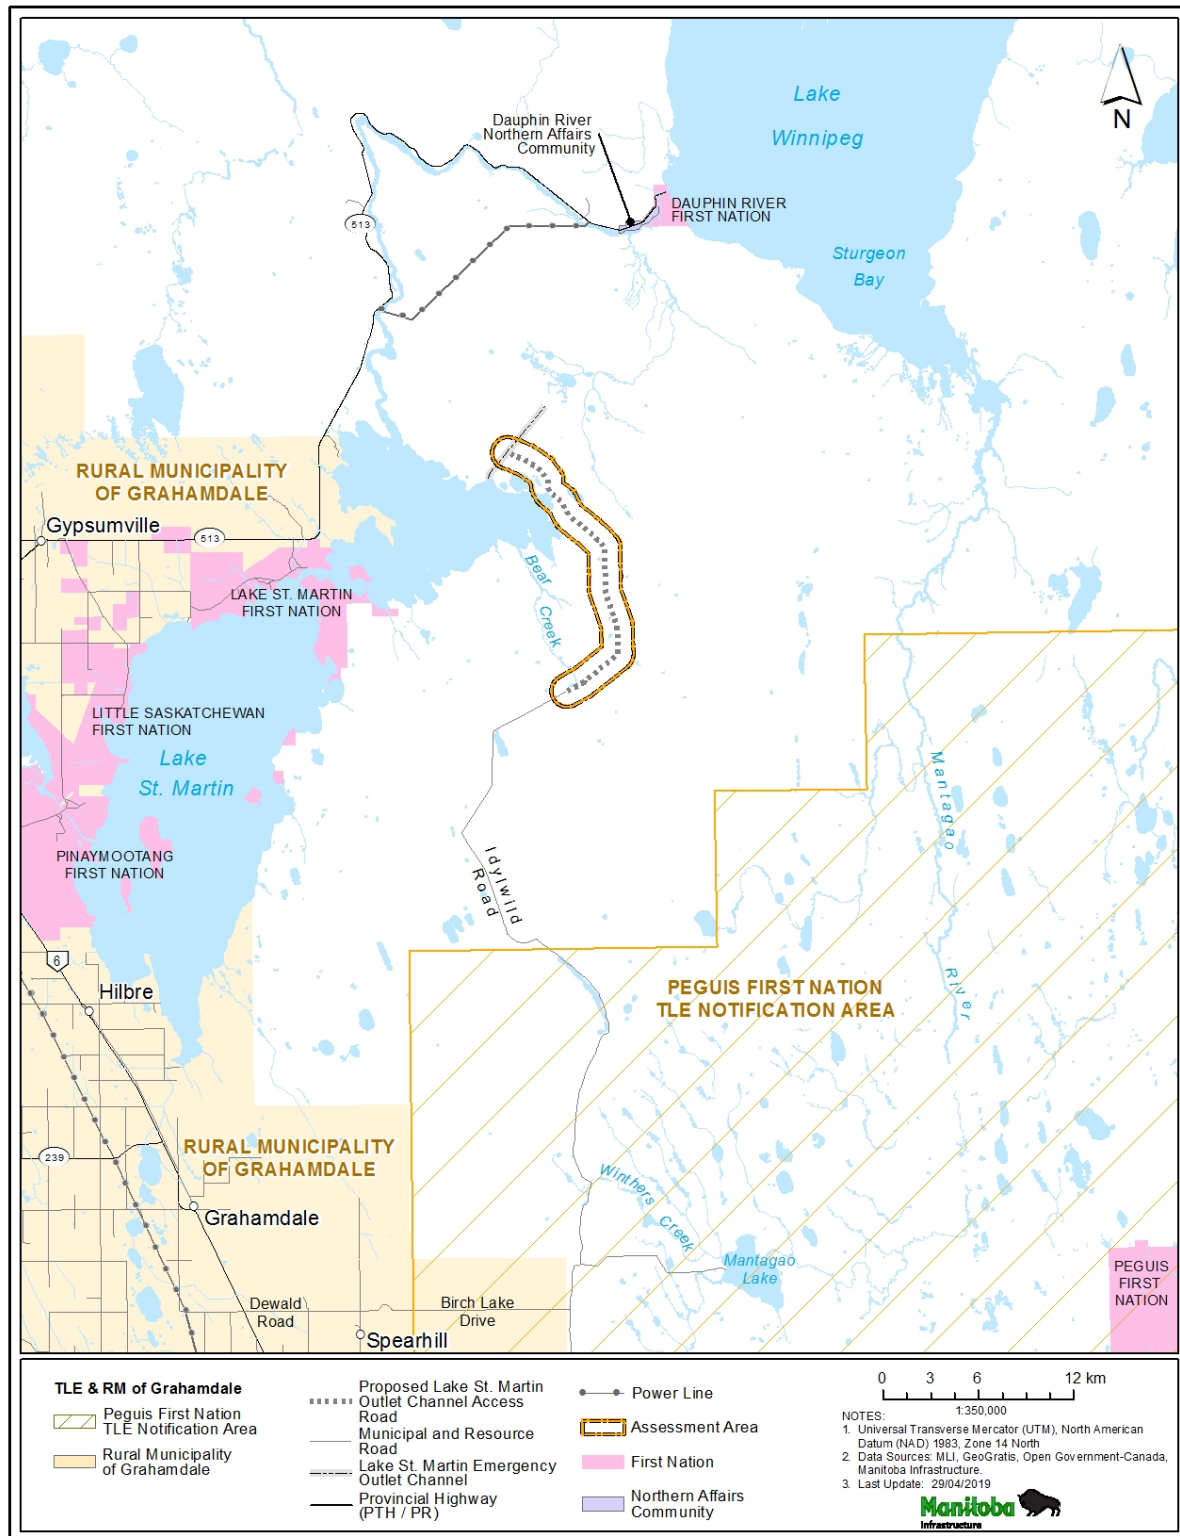 Lake
Winnipeg
N
Dauphin River
Northern Affairs
Community
DAUPHIN RIVER
FIRST NATION
513
Sturgeon
Bay
RURAL MUNICIPALITY
OF GRAHAMDALE
Gypsumville
513
Bear
Creek
LAKE ST. MARTIN
FIRST NATION
LITTLE SASKATCHEWAN
FIRST NATION
Lake
St. Martin
Mantagao
River
PINAYMOOTANG
FIRST NATION
Idylwild
Road
6
Hilbre
PEGUIS FIRST NATION
TLE NOTIFICATION AREA
RURAL MUNICIPALITY
OF GRAHAMDALE
239
Grahamdale
Winthers
Creek
Mantagao
Lake
PEGUIS
FIRST
NATION
Dewald
Road
Birch Lake
Drive
Spearhill
TLE & RM of Grahamdale
Peguis First Nation
TLE Notification Area
Rural Municipality
of Grahamdale
Proposed Lake St. Martin
Outlet Channel Access
Road
Municipal and Resource
Road
Lake St. Martin Emergency
Outlet Channel
Provincial Highway
(PTH / PR)
Power Line
Assessment Area
First Nation
Northern Affairs
Community
0 3 6 12 km
1:350,000
NOTES:
1. Universal Transverse Mercator (UTM), North American
Datum (NAD) 1983, Zone 14 North
2. Data Sources: MLI, GeoGratis, Open Government-Canada,
Manitoba Infrastructure.
3. Last Update: 29/04/2019
Manitoba
Infrastructure